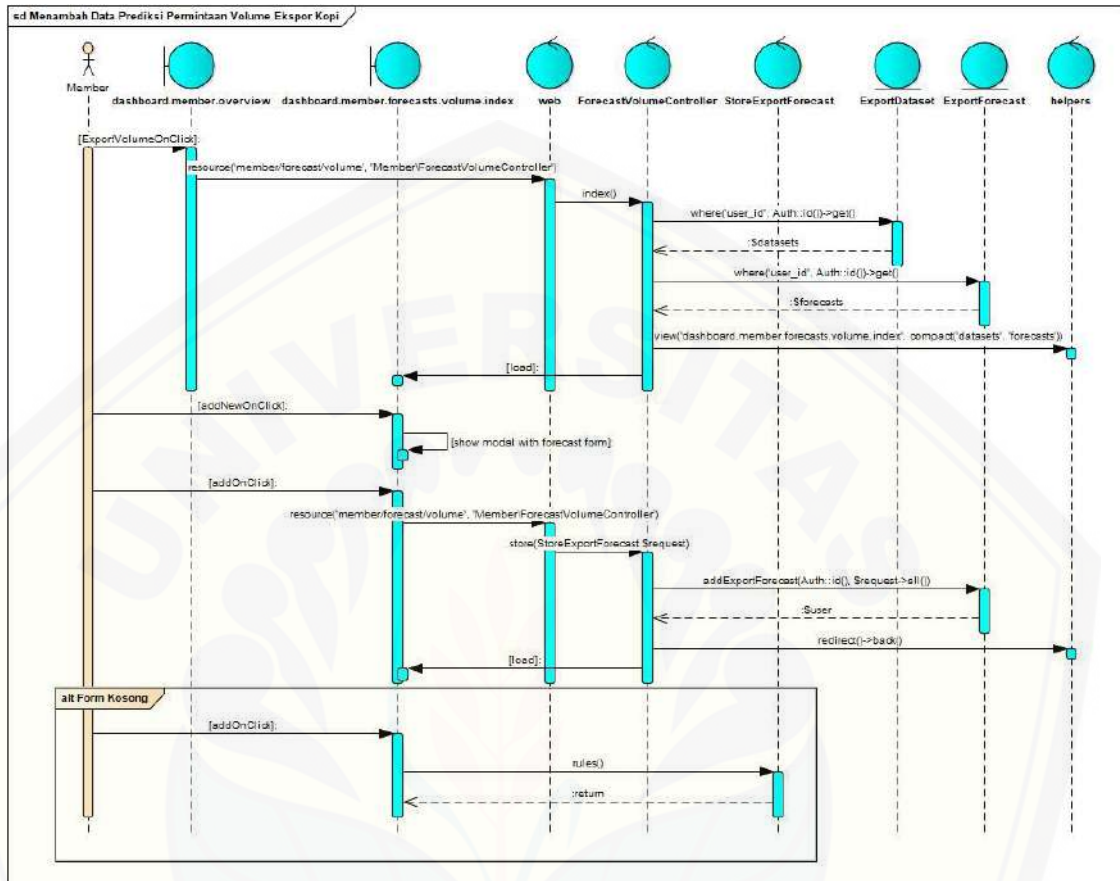 sd Menambah Data Prediksi Permintaan Volume Ekspor Kopi
Member
dashboard.member.overview
dashboard.member.forecasts.volume.index
web
ForecastVolumeController
StoreExportForecast
ExportDataset
ExportForecast
helpers
[ExportVolumeOnClick]:
resource('member/forecast/volume', "Member\ForecastVolumeController')
index()
where('user_id', Auth::id())->get()
:$datasets
where('user_id', Auth::id())->get()
:$forecasts
view('dashboard.member.forecasts.volume.index', compact('datasets', 'forecasts'))
[load]:
[addNewOnClick]:
[show modal with forecast form]:
[addOnClick]:
resource('member/forecast/volume', 'Member\ForecastVolumeController')
store(StoreExportForecast $request)
addExportForecast(Auth::id(), $request->all())
:$user
redirect()->back()
[load]:
alt Form Kosong
[addOnClick]:
rules()
:return
UNIVERSITAS